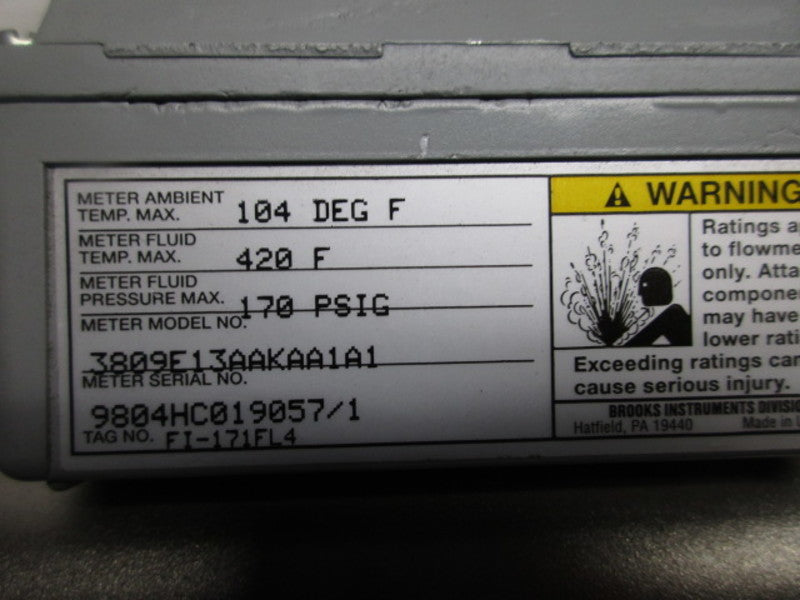 METER AMBIENT
TEMP. MAX. 104 DEG F
METER FLUID
TEMP. MAX. 420 F
METER FLUID
PRESSURE MAX. 170 PSIG
METER MODEL NO.
3809E13AAKAA1A1
METER SERIAL NO.
9804HC019057/1
TAG NO. FI-171FL4
WARNING
Ratings
to flowme
only. Atta
compone
may have
lower rati
Exceeding ratings can
cause serious injury.
BROOKS INSTRUMENTS DIVISIO
Hatfield, PA 19440 Made in